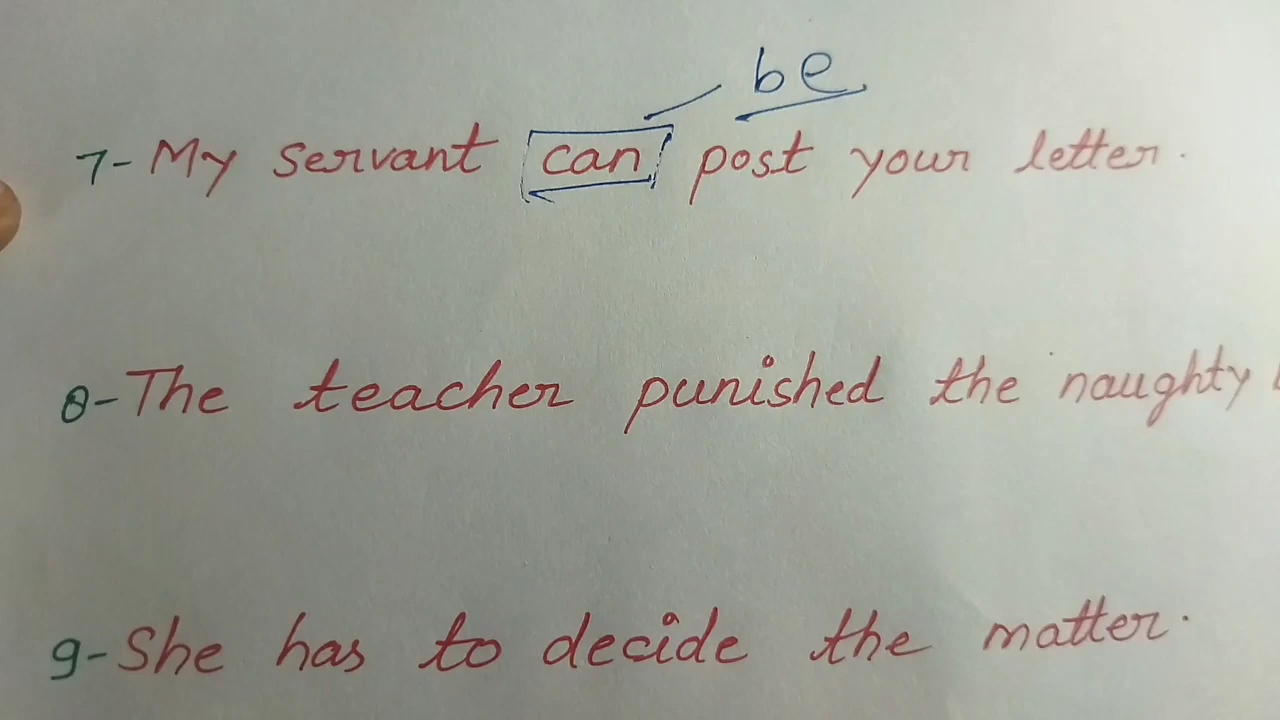 be
7- My servant can post your letter.
8- The teacher punished the naughty
9- She has to decide the matter.